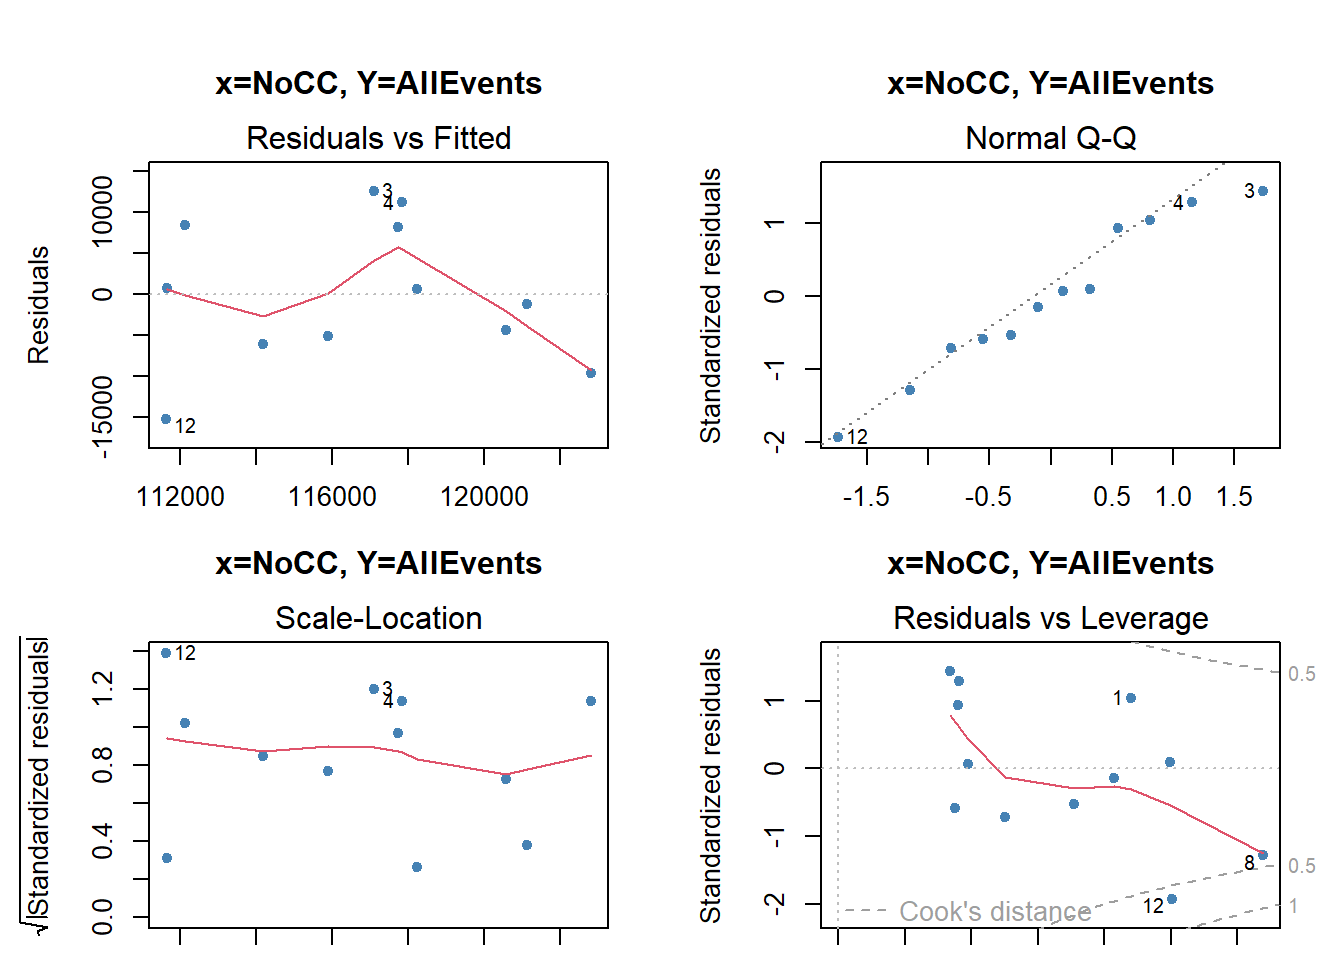 x=NoCC, Y=AllEvents
Residuals vs Fitted
Residuals
10000
0
-15000
3
4
12
112000 116000 120000
x=NoCC, Y=AllEvents
Normal Q-Q
Standardized residuals
1
0
-1
-2
3
4
12
-1.5 -0.5 0.5 1.0 1.5
x=NoCC, Y=AllEvents
Scale-Location
√|Standardized residuals|
1.2
0.8
0.4
0.0
12
3
4
x=NoCC, Y=AllEvents
Residuals vs Leverage
Standardized residuals
1
0
-1
-2
1
8
12
0.5
0.5
1
Cook's distance